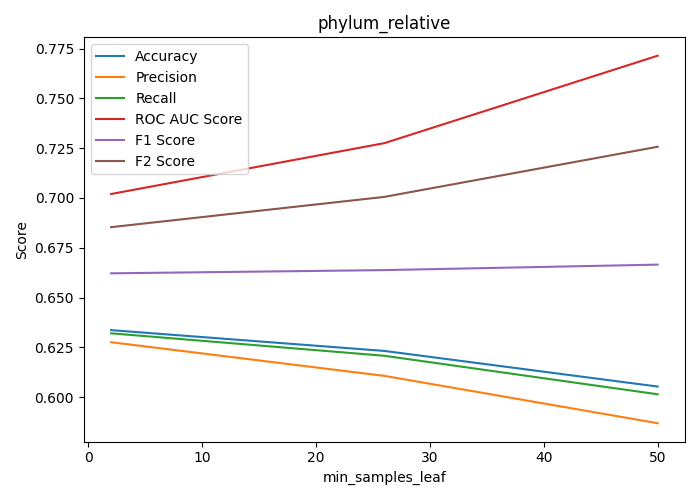 phylum_relative
Accuracy
Precision
Recall
ROC AUC Score
F1 Score
F2 Score
Score
0.775
0.750
0.725
0.700
0.675
0.650
0.625
0.600
0 10 20 30 40 50
min_samples_leaf